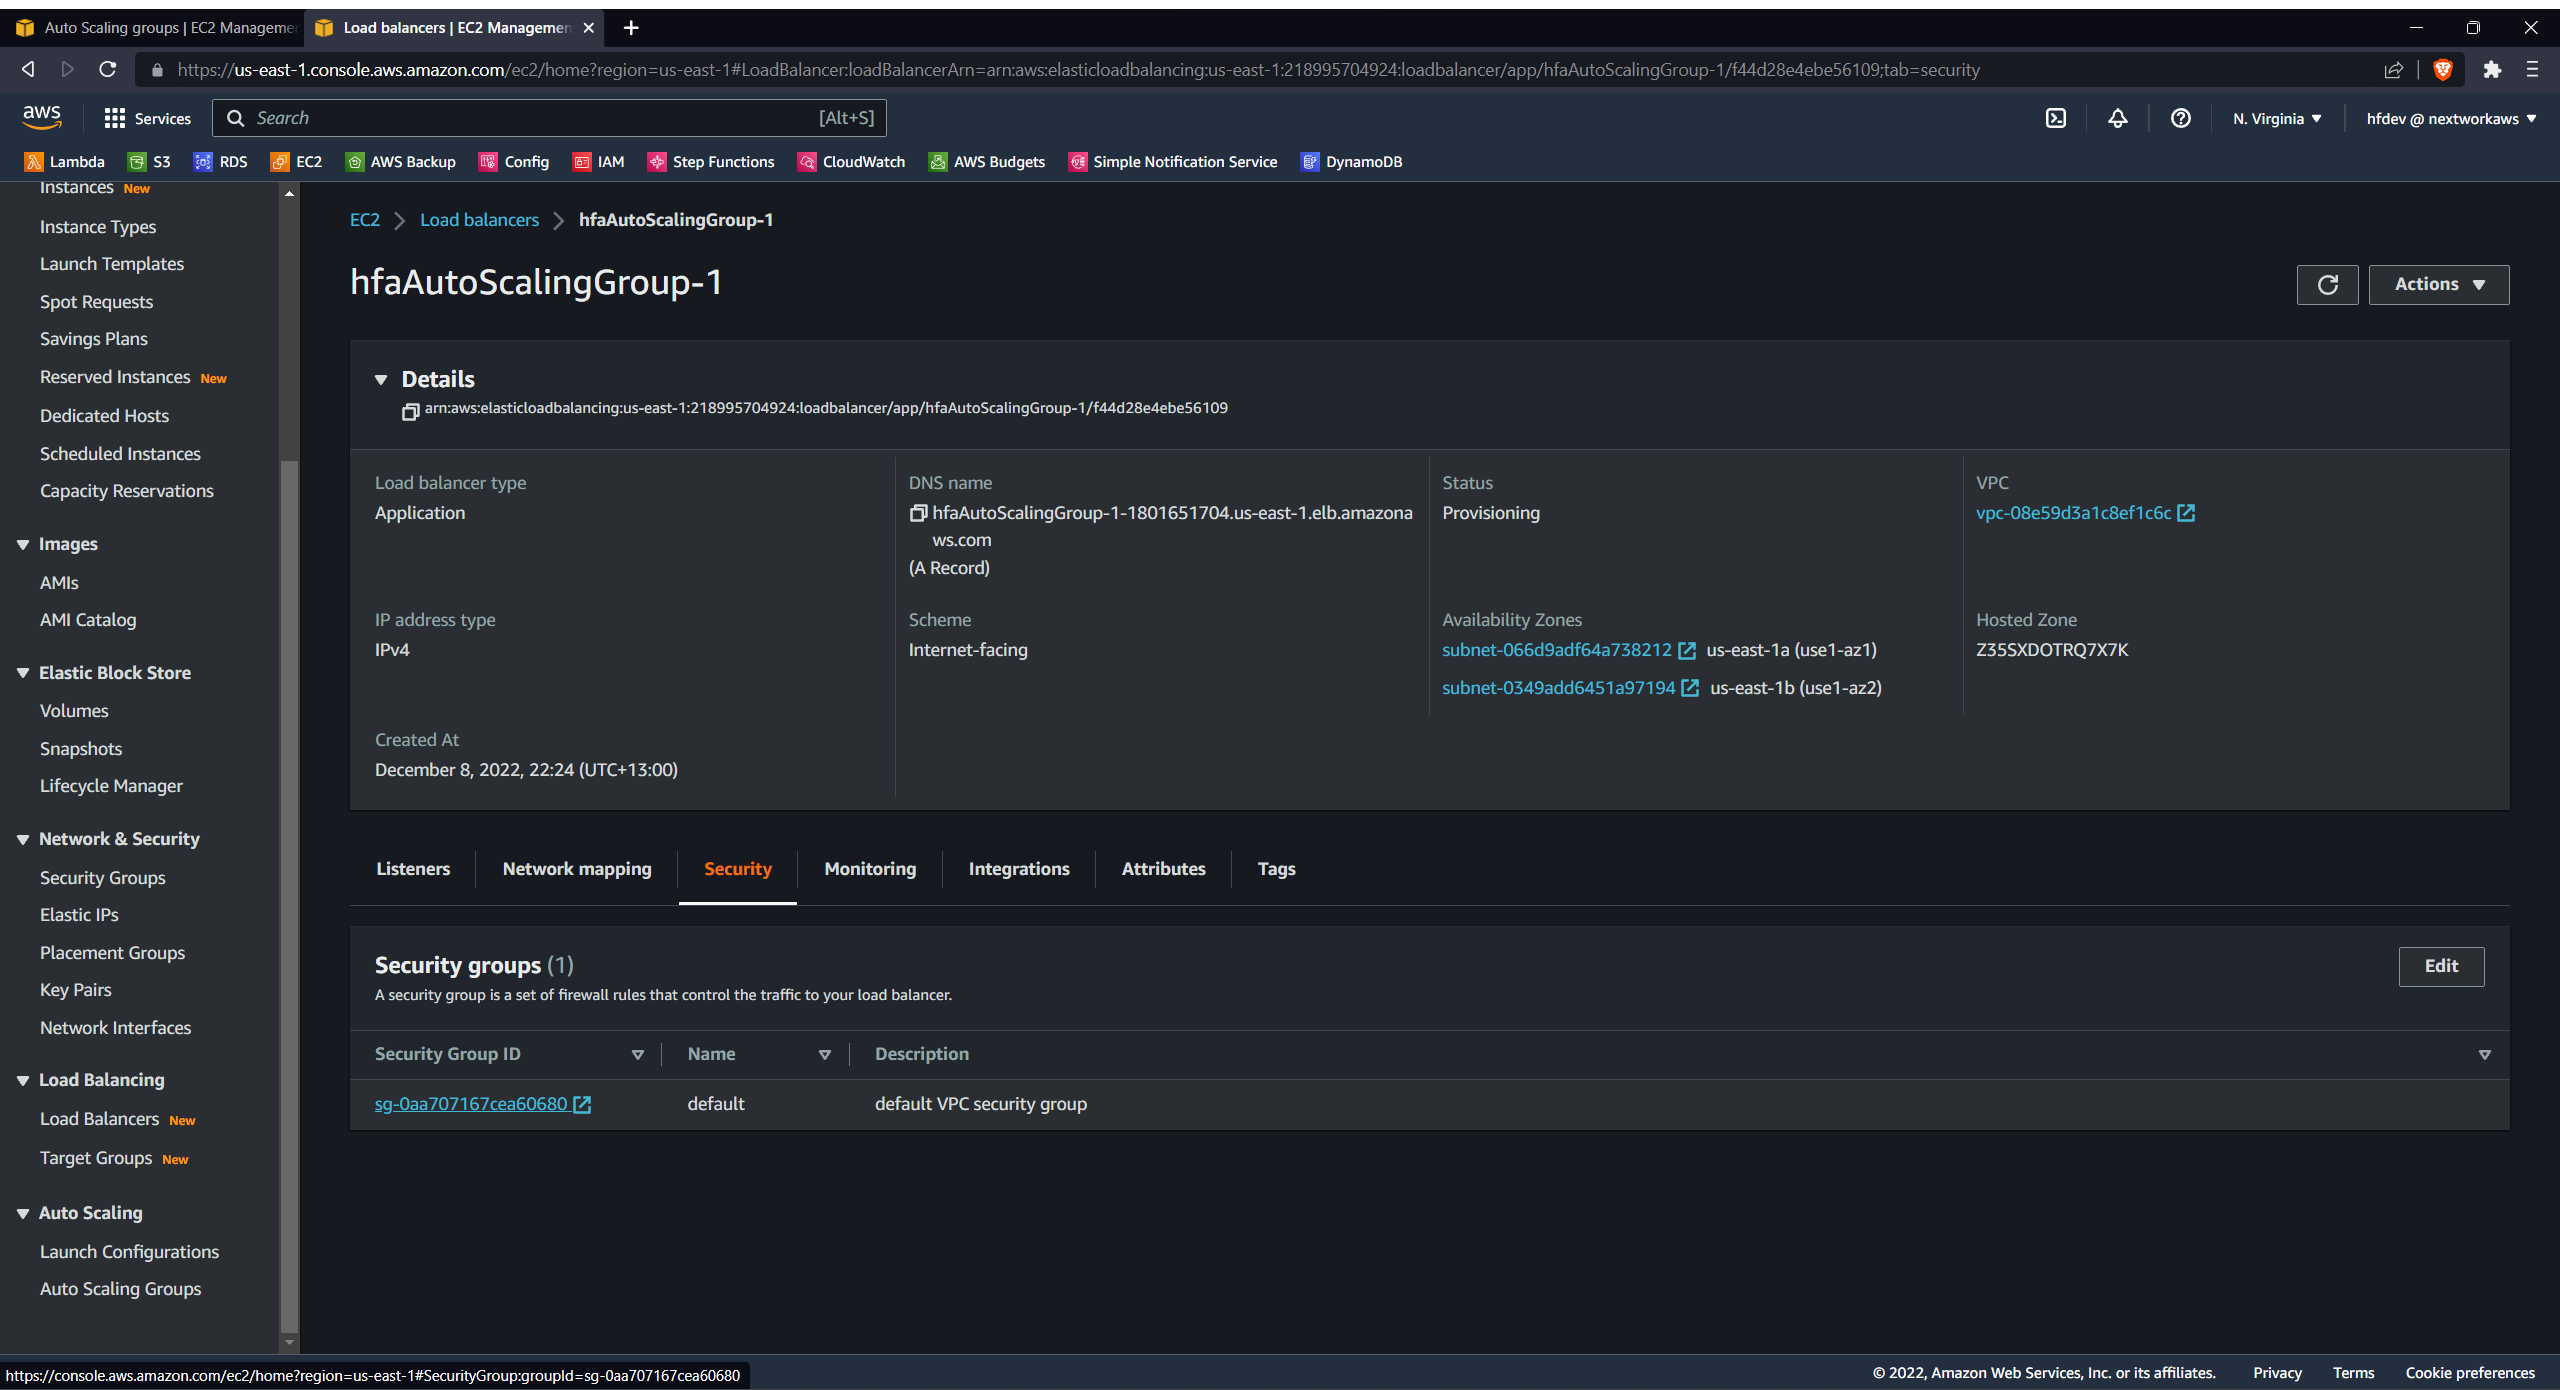 Auto Scaling groups | EC2 Manageme
Load balancers | EC2 Managemen
https://us-east-1.console.aws.amazon.com/ec2/home?region=us-east-1#LoadBalancer:loadBalancerArn=arn:aws:elasticloadbalancing:us-east-1:218995704924:loadbalancer/app/hfaAutoScalingGroup-1/f44d28e4ebe56109;tab=security
aws
Services
Search
[Alt+S]
N. Virginia
hfdev @ nextworkaws
Lambda
S3
RDS
EC2
AWS Backup
Config
IAM
Step Functions
CloudWatch
AWS Budgets
Simple Notification Service
DynamoDB
Instances New
Instance Types
Launch Templates
Spot Requests
Savings Plans
Reserved Instances New
Dedicated Hosts
Scheduled Instances
Capacity Reservations
Images
AMIs
AMI Catalog
Elastic Block Store
Volumes
Snapshots
Lifecycle Manager
Network & Security
Security Groups
Elastic IPs
Placement Groups
Key Pairs
Network Interfaces
Load Balancing
Load Balancers New
Target Groups New
Auto Scaling
Launch Configurations
Auto Scaling Groups
EC2
Load balancers
hfaAutoScalingGroup-1
hfaAutoScalingGroup-1
Actions
Details
arn:aws:elasticloadbalancing:us-east-1:218995704924:loadbalancer/app/hfaAutoScalingGroup-1/f44d28e4ebe56109
Load balancer type
Application
DNS name
hfaAutoScalingGroup-1-1801651704.us-east-1.elb.amazona
ws.com
(A Record)
Status
Provisioning
VPC
vpc-08e59d3a1c8ef1c6c
IP address type
IPv4
Scheme
Internet-facing
Availability Zones
subnet-066d9adf64a738212 us-east-1a (use1-az1)
subnet-0349add6451a97194 us-east-1b (use1-az2)
Hosted Zone
Z35SXDOTRQ7X7K
Created At
December 8, 2022, 22:24 (UTC+13:00)
Listeners
Network mapping
Security
Monitoring
Integrations
Attributes
Tags
Security groups (1)
A security group is a set of firewall rules that control the traffic to your load balancer.
Edit
Security Group ID
Name
Description
sg-0aa707167cea60680
default
default VPC security group
https://console.aws.amazon.com/ec2/home?region=us-east-1#SecurityGroup:groupId=sg-0aa707167cea60680
© 2022, Amazon Web Services, Inc. or its affiliates.
Privacy
Terms
Cookie preferences